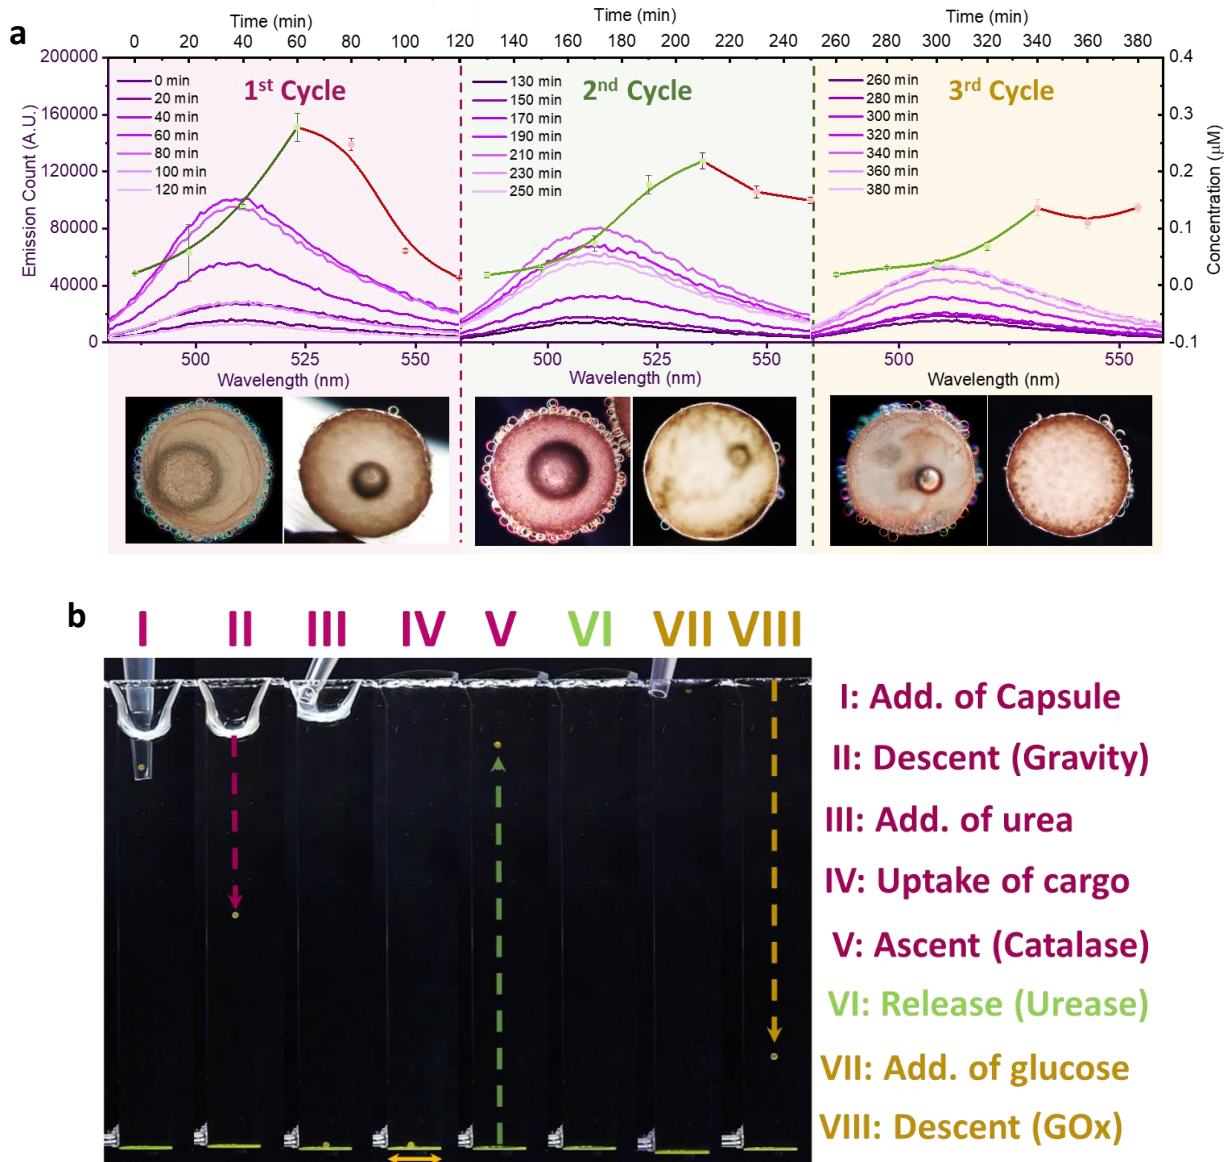 a
Time (min)
0 20 40 60 80 100 120
Time (min)
140 160 180 200 220 240
Time (min)
260 280 300 320 340 360 380
200000
160000
120000
80000
40000
0
Emission Count (A.U.)
1st Cycle
0 min
20 min
40 min
60 min
80 min
100 min
120 min
2nd Cycle
130 min
150 min
170 min
190 min
210 min
230 min
250 min
3rd Cycle
260 min
280 min
300 min
320 min
340 min
360 min
380 min
0.4
0.3
0.2
0.1
0.0
-0.1
Concentration (µM)
500 525 550
Wavelength (nm)
500 525 550
Wavelength (nm)
500 550
Wavelength (nm)
b
I II III IV V VI VII VIII
I: Add. of Capsule
II: Descent (Gravity)
III: Add. of urea
IV: Uptake of cargo
V: Ascent (Catalase)
VI: Release (Urease)
VII: Add. of glucose
VIII: Descent (GOx)